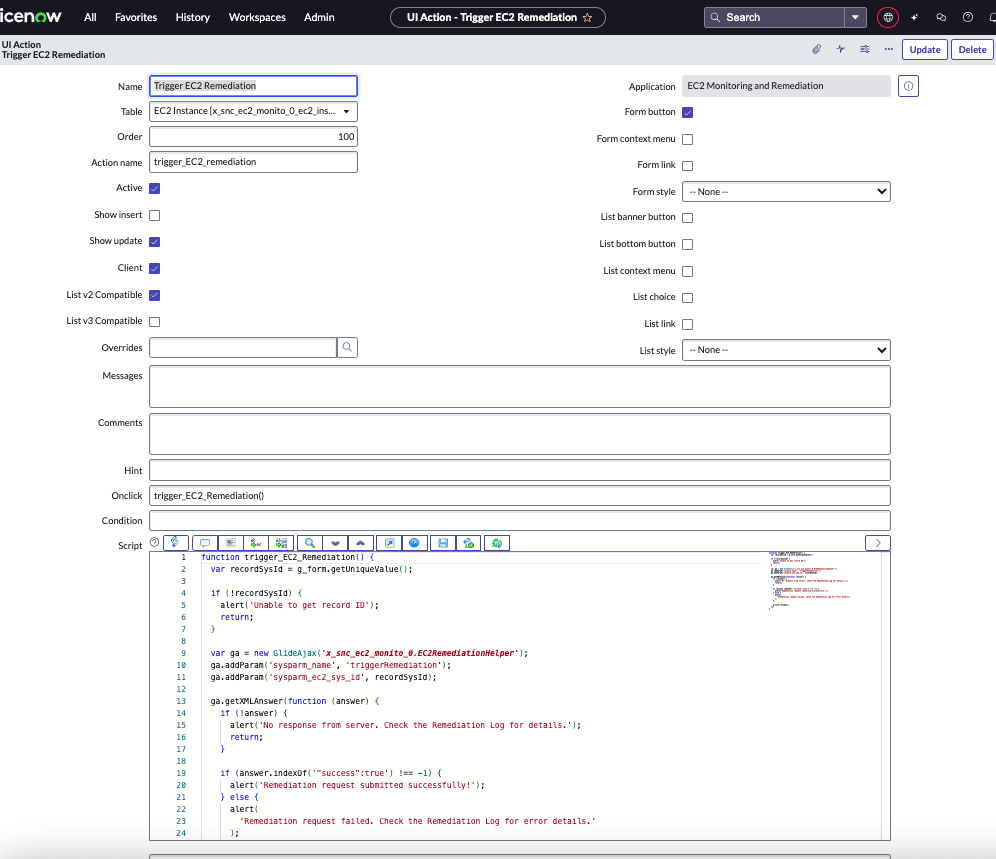 icenow All Favorites History Workspaces Admin UI Action - Trigger EC2 Remediation Search
UI Action
Trigger EC2 Remediation
Update Delete
Name Trigger EC2 Remediation
Table EC2 Instance [x_snc_ec2_monito_0_ec2_ins...
Order 100
Action name trigger_EC2_remediation
Active
Show insert
Show update
Client
List v2 Compatible
List v3 Compatible
Overrides
Application EC2 Monitoring and Remediation
Form button
Form context menu
Form link
Form style -- None --
List banner button
List bottom button
List context menu
List choice
List link
List style -- None --
Messages
Comments
Hint
Onclick trigger_EC2_Remediation()
Condition
Script
1 function trigger_EC2_Remediation() {
2 var recordSysId = g_form.getUniqueValue();
3
4 if (!recordSysId) {
5 alert('Unable to get record ID');
6 return;
7 }
8
9 var ga = new GlideAjax('x_snc_ec2_monito_0.EC2RemediationHelper');
10 ga.addParam('sysparm_name', 'triggerRemediation');
11 ga.addParam('sysparm_ec2_sys_id', recordSysId);
12
13 ga.getXMLAnswer(function (answer) {
14 if (!answer) {
15 alert('No response from server. Check the Remediation Log for details.');
16 return;
17 }
18
19 if (answer.indexOf('"success":true') !== -1) {
20 alert('Remediation request submitted successfully!');
21 } else {
22 alert(
23 'Remediation request failed. Check the Remediation Log for error details.'
24 );